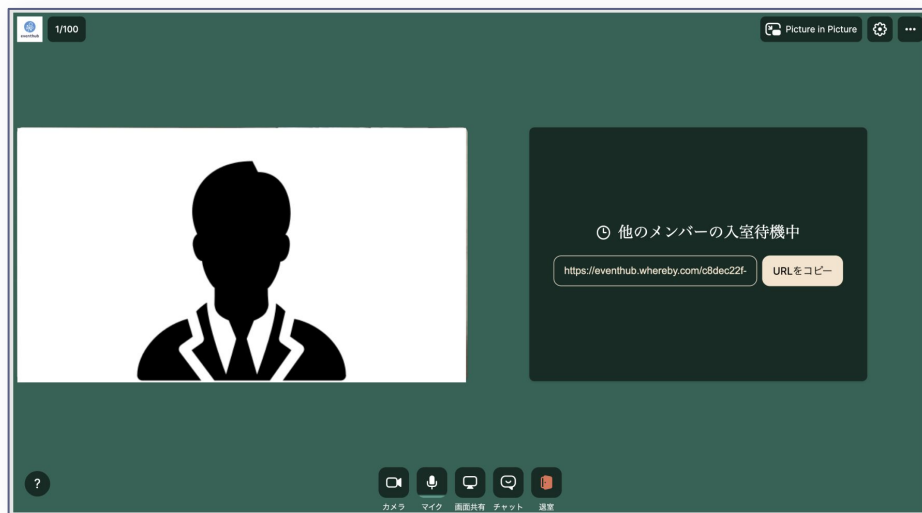 eventhub
1/100
Picture in Picture
他のメンバーの入室待機中
https://eventhub.whereby.com/c8dec22f-
URLをコピー
?
カメラ
マイク
画面共有
チャット
退室